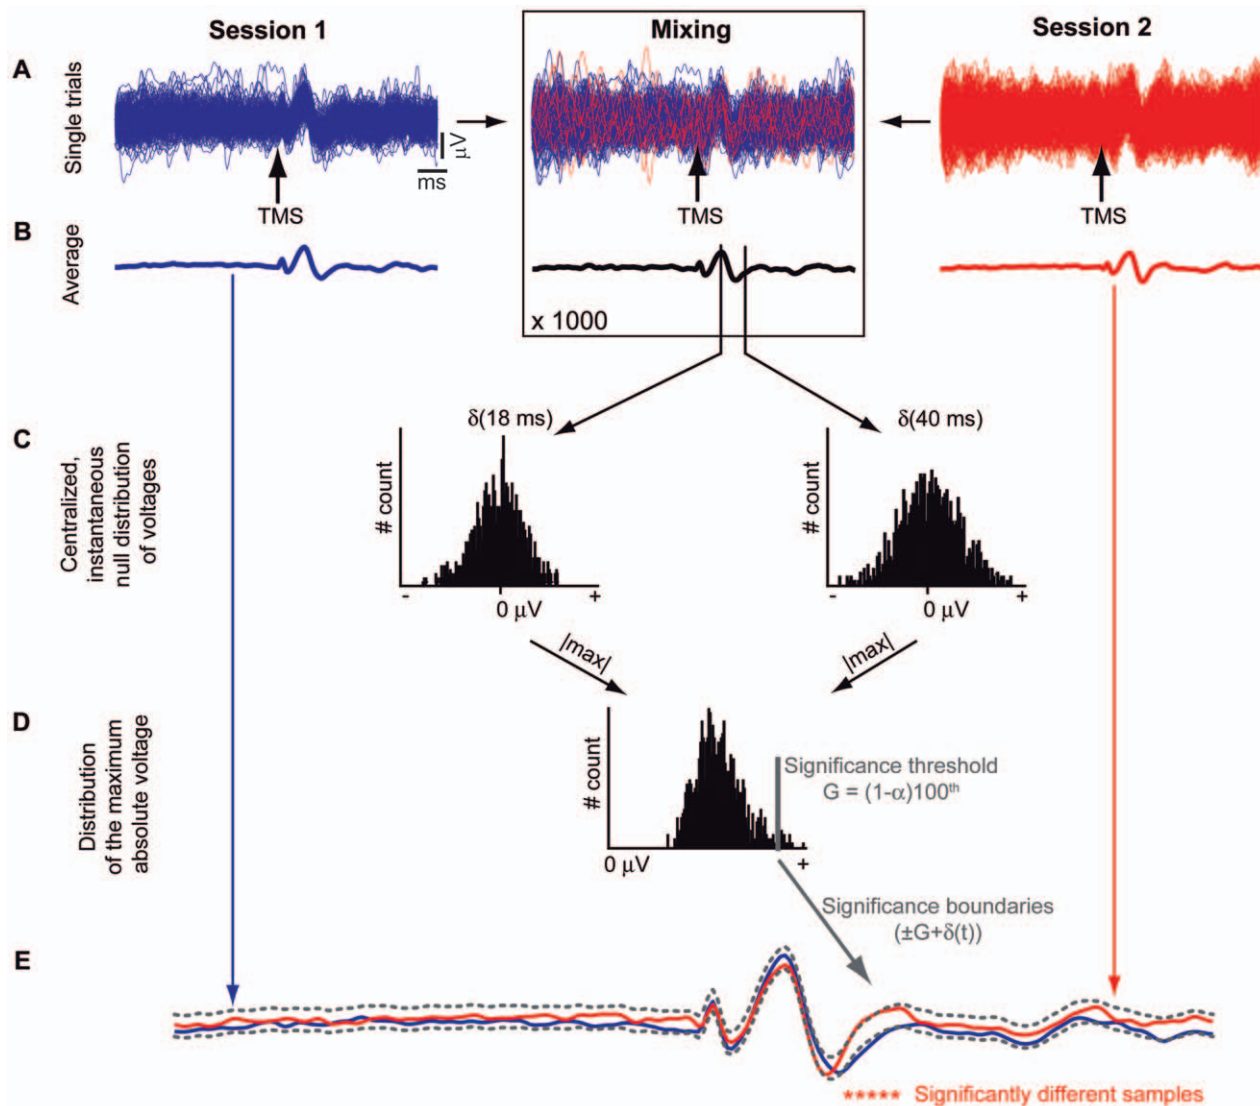 Session 1
Mixing
Session 2
A
Single trials
μV
ms
TMS
TMS
TMS
B
Average
x 1000
C
Centralized,
instantaneous
null distribution
of voltages
δ(18 ms)
# count
-
0 μV
+
δ(40 ms)
# count
-
0 μV
+
|max|
|max|
D
Distribution
of the maximum
absolute voltage
# count
0 μV
+
Significance threshold
G = (1-α)100th
Significance boundaries
(±G+δ(t))
E
***** Significantly different samples